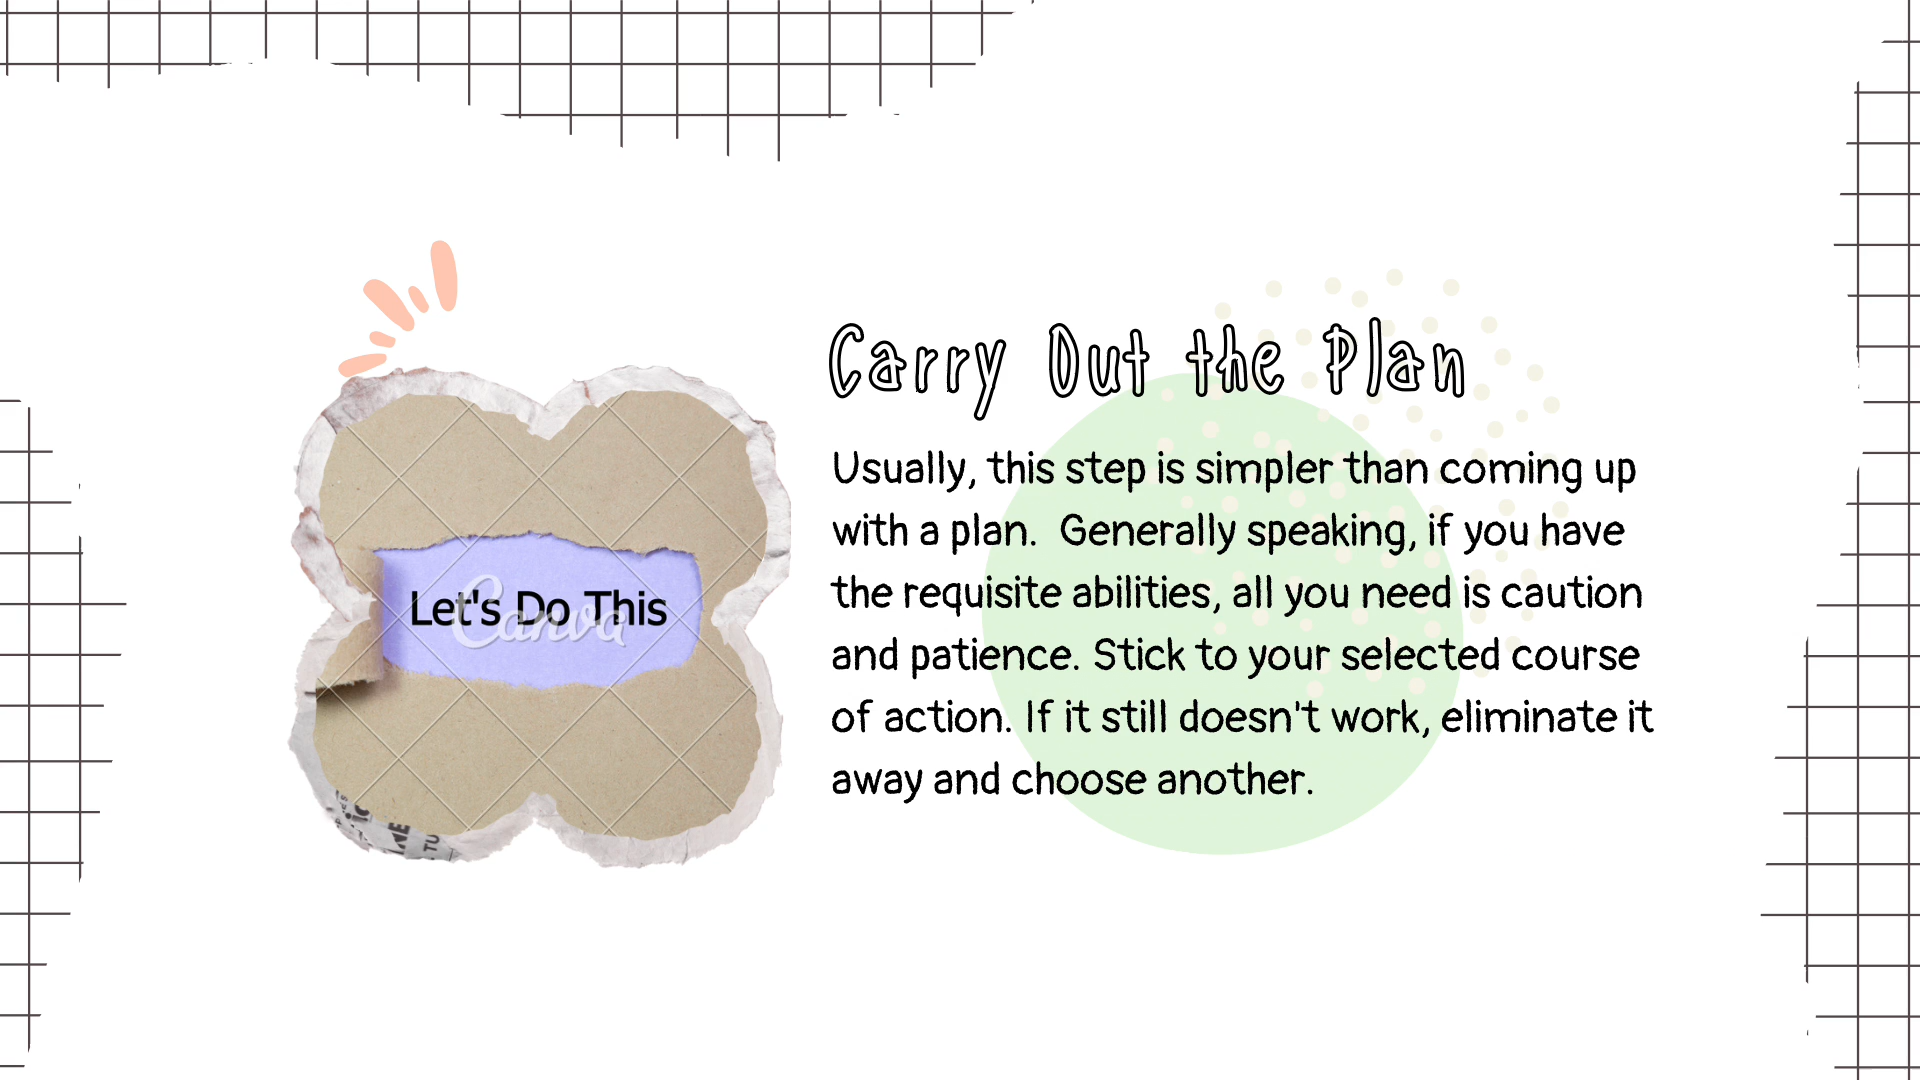 Carry Out the Plan
Usually, this step is simpler than coming up
with a plan.  Generally speaking, if you have
the requisite abilities, all you need is caution
and patience. Stick to your selected course
of action. If it still doesn't work, eliminate it
away and choose another.
Let's Do This
Canva